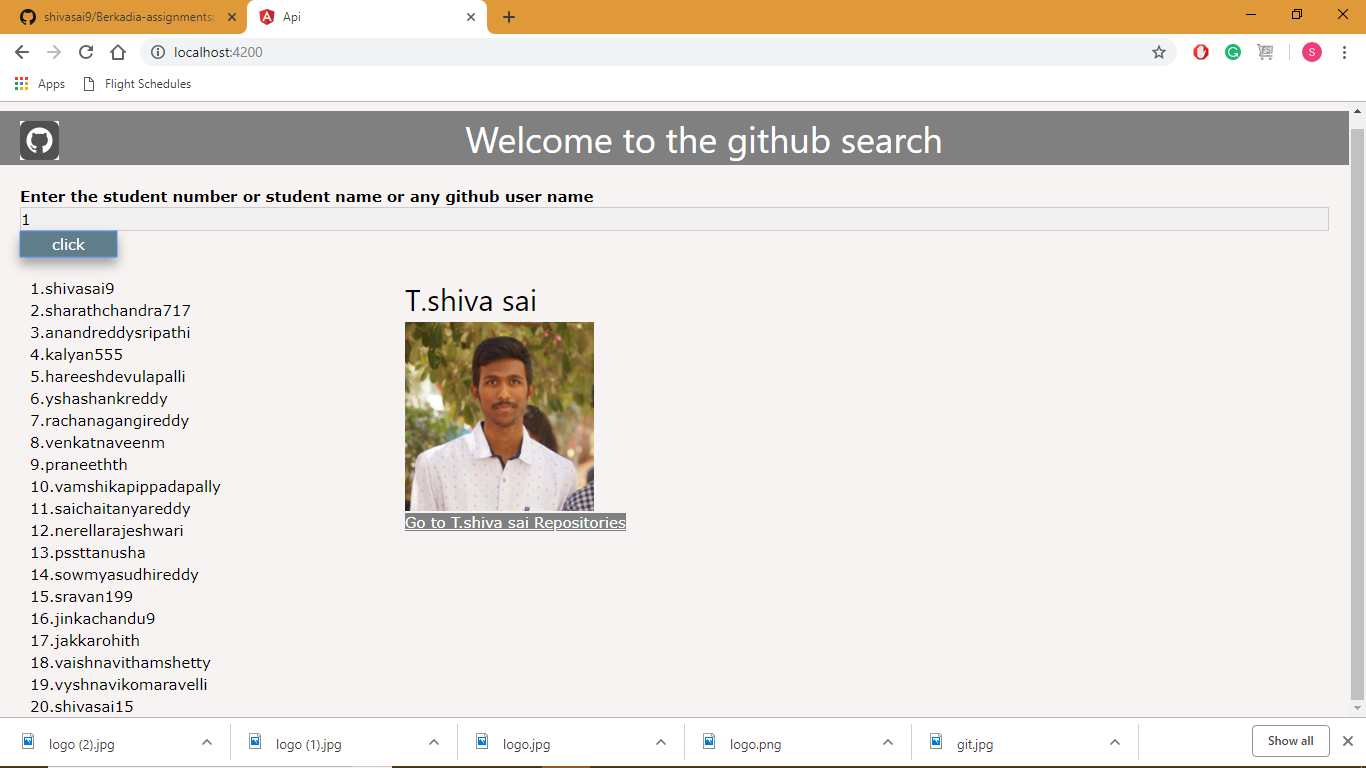 shivasai9/Berkadia-assignments:
Api
localhost:4200
Apps
Flight Schedules
S
Welcome to the github search
Enter the student number or student name or any github user name
1
click
1.shivasai9
2.sharathchandra717
3.anandreddysripathi
4.kalyan555
5.hareeshdevulapalli
6.yshashankreddy
7.rachanagangireddy
8.venkatnaveenm
9.praneethth
10.vamshikapippadapally
11.saichaitanyareddy
12.nerellarajeshwari
13.pssttanusha
14.sowmyasudhireddy
15.sravan199
16.jinkachandu9
17.jakkarohith
18.vaishnavithamshetty
19.vyshnavikomaravelli
20.shivasai15
T.shiva sai
Go to T.shiva sai Repositories
logo (2).jpg
logo (1).jpg
logo.jpg
logo.png
git.jpg
Show all